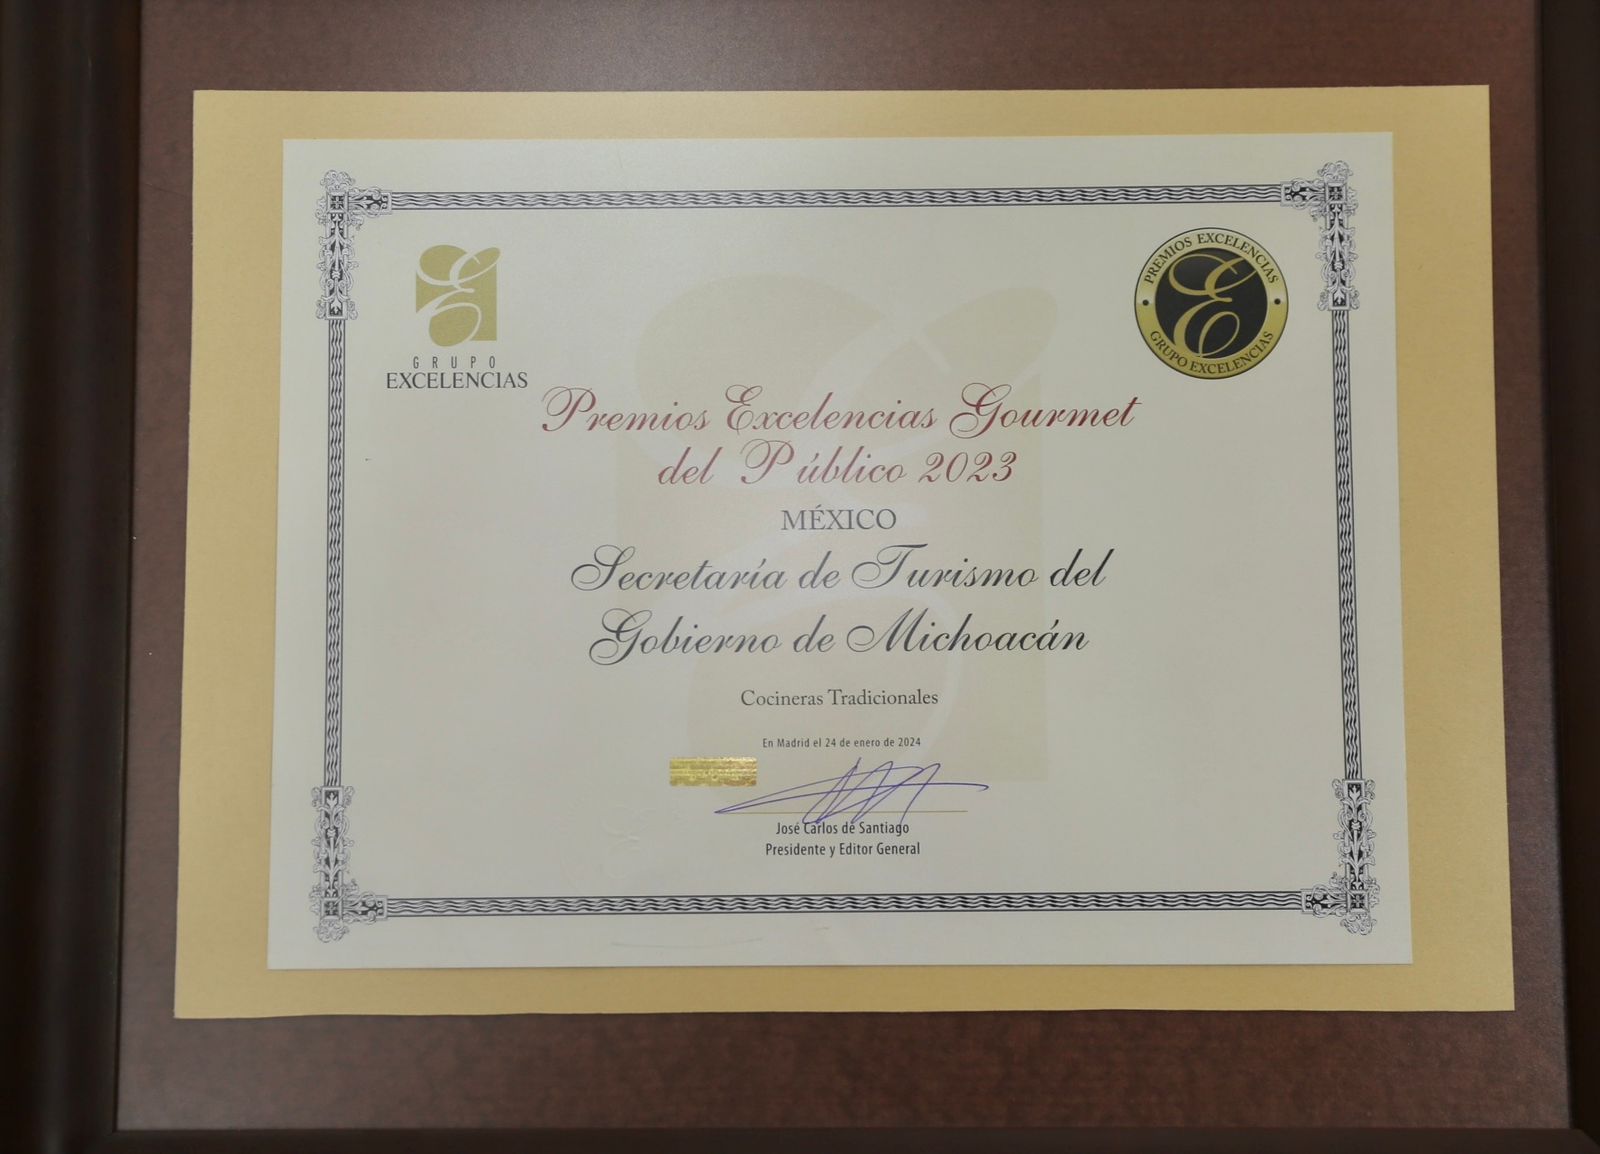 GRUPO
EXCELENCIAS
PREMIOS EXCELENCIAS
GRUPO EXCELENCIAS
Premios Excelencias Gourmet
del Público 2023
MÉXICO
Secretaría de Turismo del
Gobierno de Michoacán
Cocineras Tradicionales
En Madrid el 24 de enero de 2024
José Carlos de Santiago
Presidente y Editor General